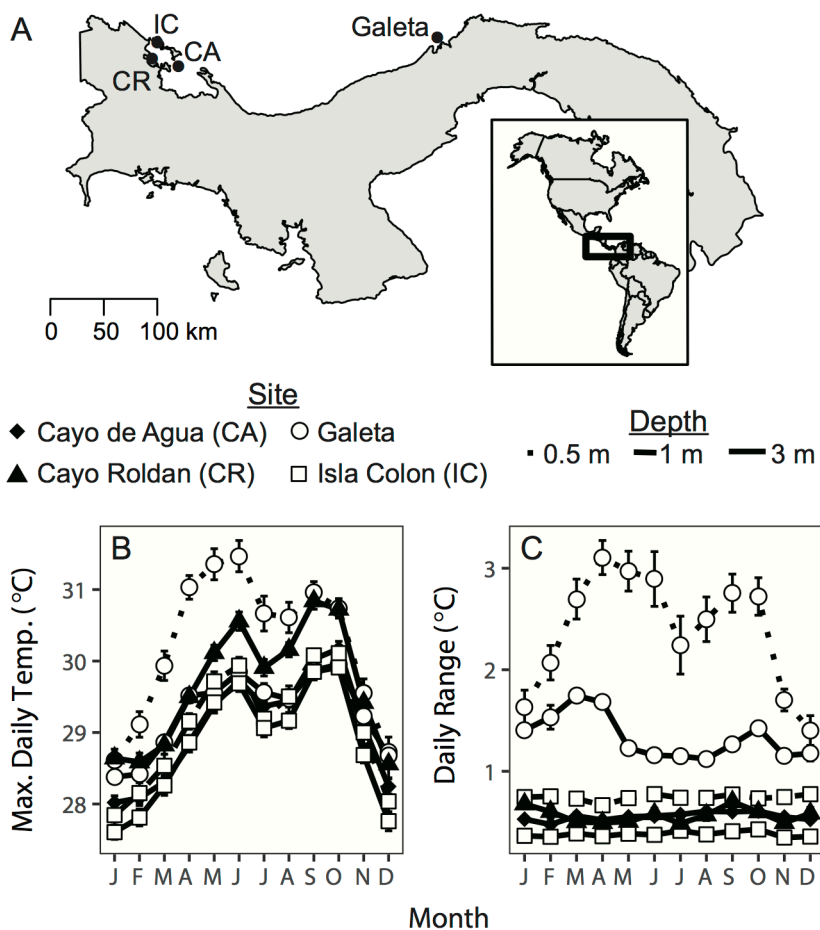 A
IC
CA
CR
Galeta
0 50 100 km
Site
Cayo de Agua (CA)
Galeta
Cayo Roldan (CR)
Isla Colon (IC)
Depth
0.5 m
1 m
3 m
B
Max. Daily Temp. (°C)
31
30
29
28
J F M A M J J A S O N D
C
Daily Range (°C)
3
2
1
J F M A M J J A S O N D
Month